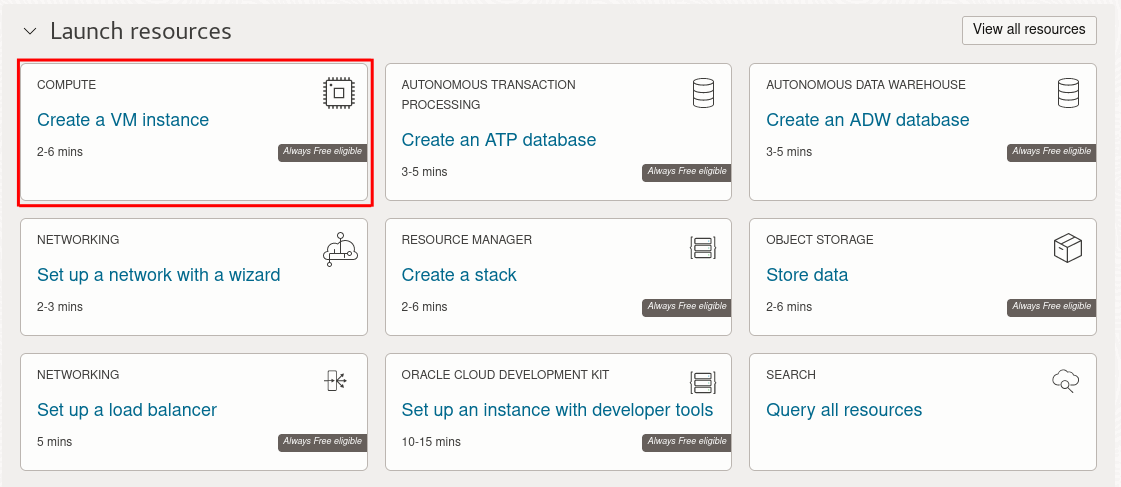 Launch resources
View all resources
COMPUTE
Create a VM instance
2-6 mins
Always Free eligible
AUTONOMOUS TRANSACTION
PROCESSING
Create an ATP database
3-5 mins
Always Free eligible
AUTONOMOUS DATA WAREHOUSE
Create an ADW database
3-5 mins
Always Free eligible
NETWORKING
Set up a network with a wizard
2-3 mins
RESOURCE MANAGER
Create a stack
2-6 mins
Always Free eligible
OBJECT STORAGE
Store data
2-6 mins
Always Free eligible
NETWORKING
Set up a load balancer
5 mins
Always Free eligible
ORACLE CLOUD DEVELOPMENT KIT
Set up an instance with developer tools
10-15 mins
Always Free eligible
SEARCH
Query all resources